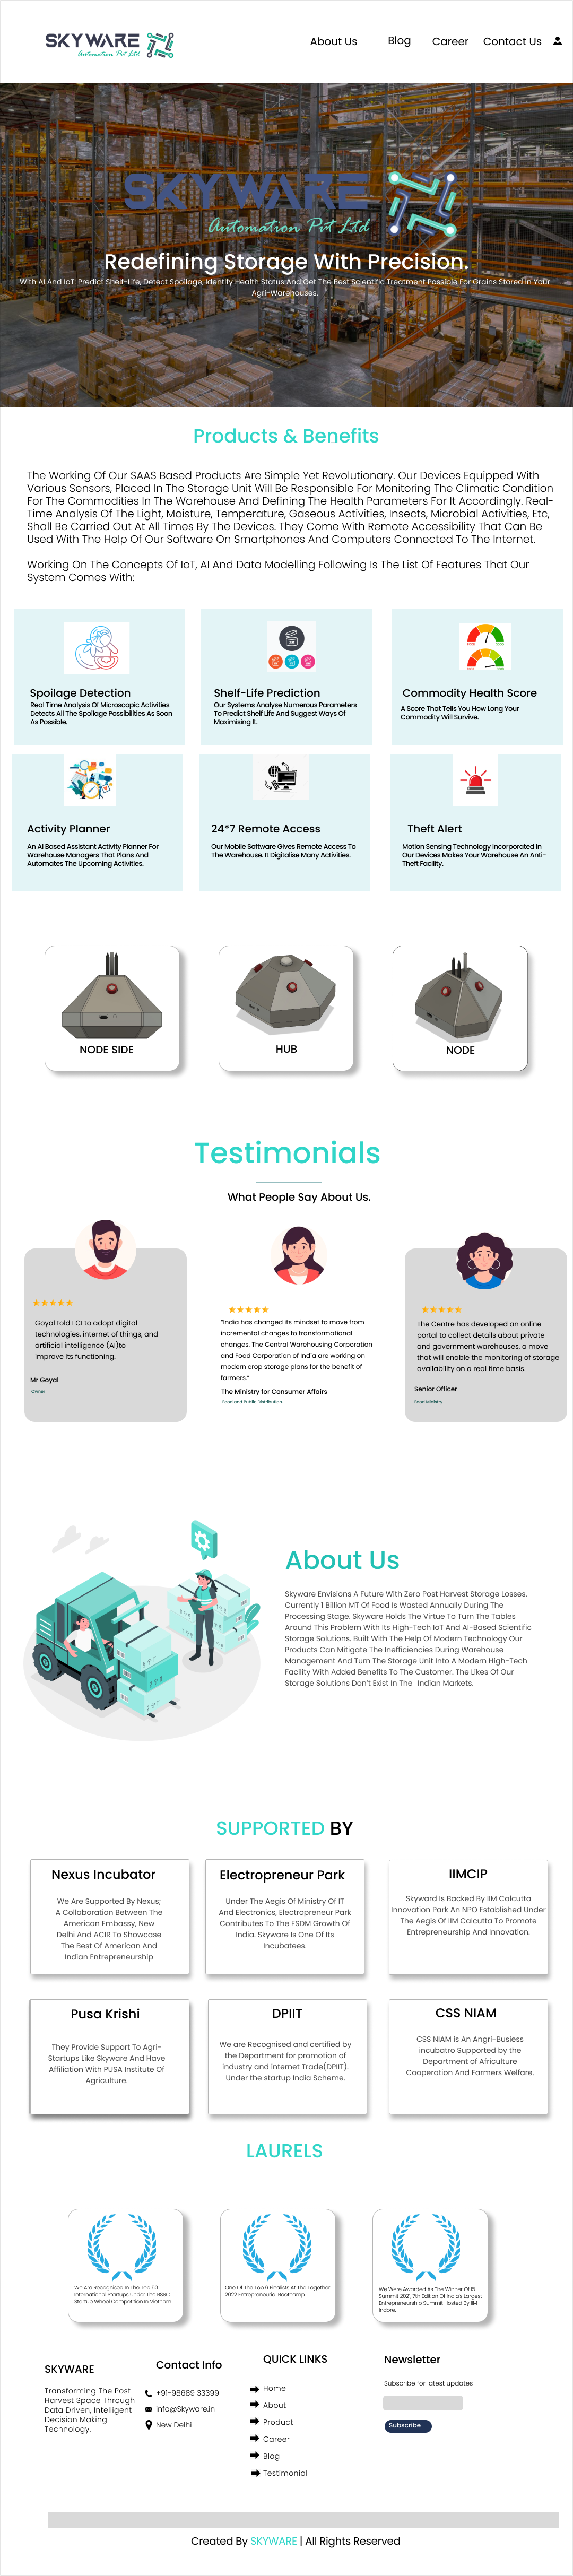 SKYWARE
Automation Pvt Ltd
About Us
Blog
Career
Contact Us
SKYWARE
Automation Pvt Ltd
Redefining Storage With Precision.
With AI And IoT: Predict Shelf-Life, Detect Spoilage, Identify Health Status And Get The Best Scientific Treatment Possible For Grains Stored In Your
Agri-Warehouses.
Products & Benefits
The Working Of Our SAAS Based Products Are Simple Yet Revolutionary. Our Devices Equipped With
Various Sensors, Placed In The Storage Unit Will Be Responsible For Monitoring The Climatic Condition
For The Commodities In The Warehouse And Defining The Health Parameters For It Accordingly. Real-
Time Analysis Of The Light, Moisture, Temperature, Gaseous Activities, Insects, Microbial Activities, Etc,
Shall Be Carried Out At All Times By The Devices. They Come With Remote Accessibility That Can Be
Used With The Help Of Our Software On Smartphones And Computers Connected To The Internet.
Working On The Concepts Of IoT, AI And Data Modelling Following Is The List Of Features That Our
System Comes With:
Spoilage Detection
Real Time Analysis Of Microscopic Activities
Detects All The Spoilage Possibilities As Soon
As Possible.
Shelf-Life Prediction
Our Systems Analyse Numerous Parameters
To Predict Shelf Life And Suggest Ways Of
Maximising It.
Commodity Health Score
A Score That Tells You How Long Your
Commodity Will Survive.
Activity Planner
An AI Based Assistant Activity Planner For
Warehouse Managers That Plans And
Automates The Upcoming Activities.
24*7 Remote Access
Our Mobile Software Gives Remote Access To
The Warehouse. It Digitalise Many Activities.
Theft Alert
Motion Sensing Technology Incorporated In
Our Devices Makes Your Warehouse An Anti-
Theft Facility.
NODE SIDE
HUB
NODE
Testimonials
What People Say About Us.
Goyal told FCI to adopt digital
technologies, internet of things, and
artificial intelligence (AI)to
improve its functioning.
Mr Goyal
Owner
"India has changed its mindset to move from
incremental changes to transformational
changes. The Central Warehousing Corporation
and Food Corporation of India are working on
modern crop storage plans for the benefit of
farmers."
The Ministry for Consumer Affairs
Food and Public Distribution.
The Centre has developed an online
portal to collect details about private
and government warehouses, a move
that will enable the monitoring of storage
availability on a real time basis.
Senior Officer
Food Ministry
About Us
Skyware Envisions A Future With Zero Post Harvest Storage Losses.
Currently 1 Billion MT Of Food Is Wasted Annually During The
Processing Stage. Skyware Holds The Virtue To Turn The Tables
Around This Problem With Its High-Tech IoT And AI-Based Scientific
Storage Solutions. Built With The Help Of Modern Technology Our
Products Can Mitigate The Inefficiencies During Warehouse
Management And Turn The Storage Unit Into A Modern High-Tech
Facility With Added Benefits To The Customer. The Likes Of Our
Storage Solutions Don't Exist In The Indian Markets.
SUPPORTED BY
Nexus Incubator
We Are Supported By Nexus;
A Collaboration Between The
American Embassy, New
Delhi And ACIR To Showcase
The Best Of American And
Indian Entrepreneurship
Electropreneur Park
Under The Aegis Of Ministry Of IT
And Electronics, Electropreneur Park
Contributes To The ESDM Growth Of
India. Skyware Is One Of Its
Incubatees.
IIMCIP
Skyward Is Backed By IIM Calcutta
Innovation Park An NPO Established Under
The Aegis Of IIM Calcutta To Promote
Entrepreneurship And Innovation.
Pusa Krishi
They Provide Support To Agri-
Startups Like Skyware And Have
Affiliation With PUSA Institute Of
Agriculture.
DPIIT
We are Recognised and certified by
the Department for promotion of
industry and internet Trade(DPIIT).
Under the startup India Scheme.
CSS NIAM
CSS NIAM is An Angri-Busiess
incubatro Supported by the
Department of Africulture
Cooperation And Farmers Welfare.
LAURELS
We Are Recognised In The Top 50
International Startups Under The BSSC
Startup Wheel Competition In Vietnam.
One Of The Top 6 Finalists At The Together
2022 Entrepreneurial Bootcamp.
We Were Awarded As The Winner Of I5
Summit 2021, 7th Edition Of India's Largest
Entrepreneurship Summit Hosted By IIM
Indore.
SKYWARE
Transforming The Post
Harvest Space Through
Data Driven, Intelligent
Decision Making
Technology.
Contact Info
+91-98689 33399
info@Skyware.in
New Delhi
QUICK LINKS
Home
About
Product
Career
Blog
Testimonial
Newsletter
Subscribe for latest updates
Subscribe
Created By SKYWARE | All Rights Reserved